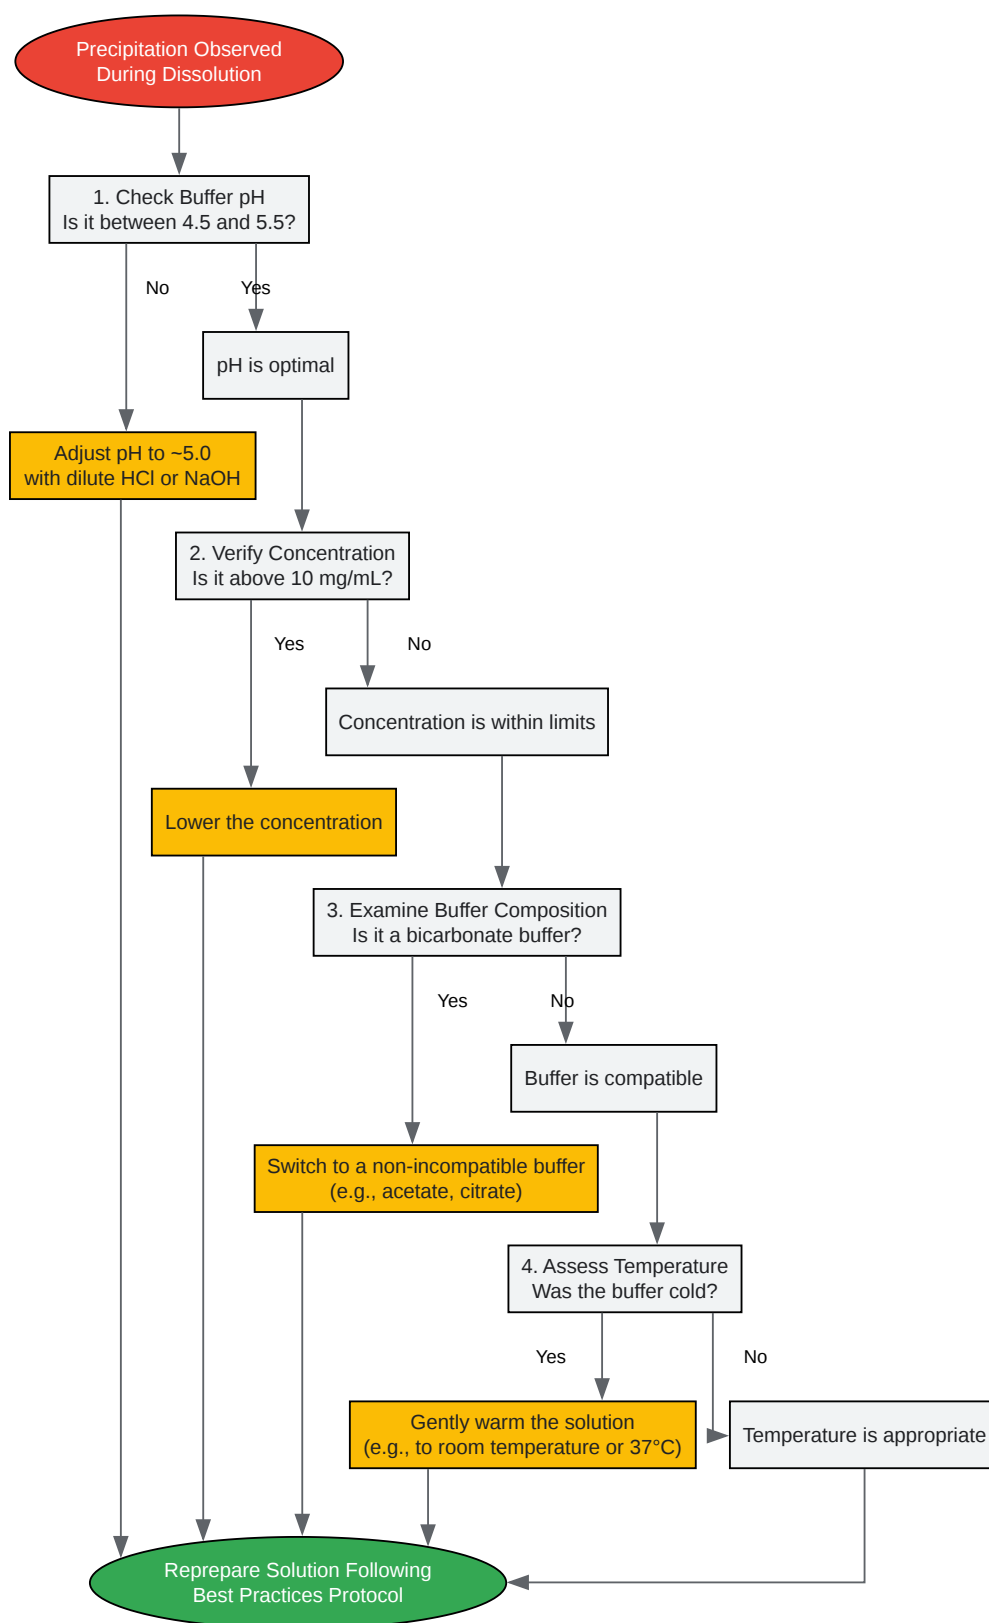 Precipitation Observed
During Dissolution
1. Check Buffer pH
Is it between 4.5 and 5.5?
No
Yes
pH is optimal
Adjust pH to ~5.0
with dilute HCl or NaOH
2. Verify Concentration
Is it above 10 mg/mL?
Yes
No
Concentration is within limits
Lower the concentration
3. Examine Buffer Composition
Is it a bicarbonate buffer?
Yes
No
Buffer is compatible
Switch to a non-incompatible buffer
(e.g., acetate, citrate)
4. Assess Temperature
Was the buffer cold?
Yes
No
Gently warm the solution
(e.g., to room temperature or 37°C)
Temperature is appropriate
Reprepare Solution Following
Best Practices Protocol